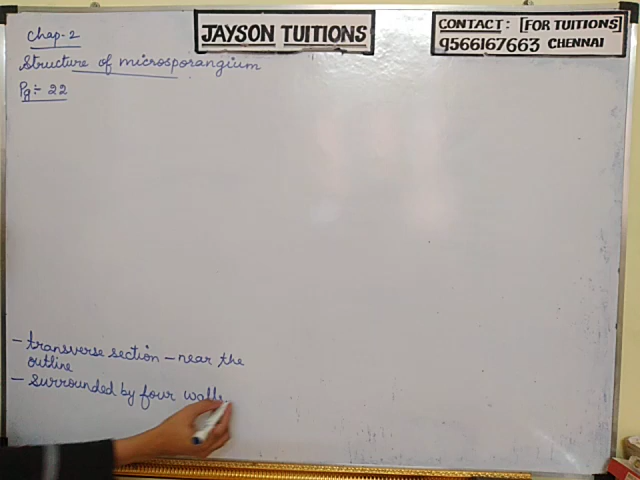 JAYSON TUITIONS
CONTACT: [FOR TUITIONS]
9566167663 CHENNAI
Chap-2
Structure of microsporangium
Pg:- 22
- transverse section - near the
outline
- surrounded by four walls